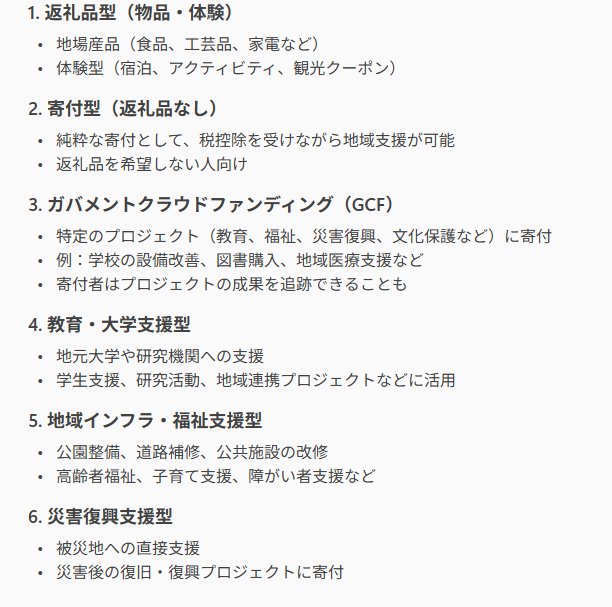 1. 返礼品型（物品・体験）
• 地場産品（食品、工芸品、家電など）
• 体験型（宿泊、アクティビティ、観光クーポン）
2. 寄付型（返礼品なし）
• 純粋な寄付として、税控除を受けながら地域支援が可能
• 返礼品を希望しない人向け
3. ガバメントクラウドファンディング（GCF）
• 特定のプロジェクト（教育、福祉、災害復興、文化保護など）に寄付
• 例：学校の設備改善、図書購入、地域医療支援など
• 寄付者はプロジェクトの成果を追跡できることも
4. 教育・大学支援型
• 地元大学や研究機関への支援
• 学生支援、研究活動、地域連携プロジェクトなどに活用
5. 地域インフラ・福祉支援型
• 公園整備、道路補修、公共施設の改修
• 高齢者福祉、子育て支援、障がい者支援など
6. 災害復興支援型
• 被災地への直接支援
• 災害後の復旧・復興プロジェクトに寄付